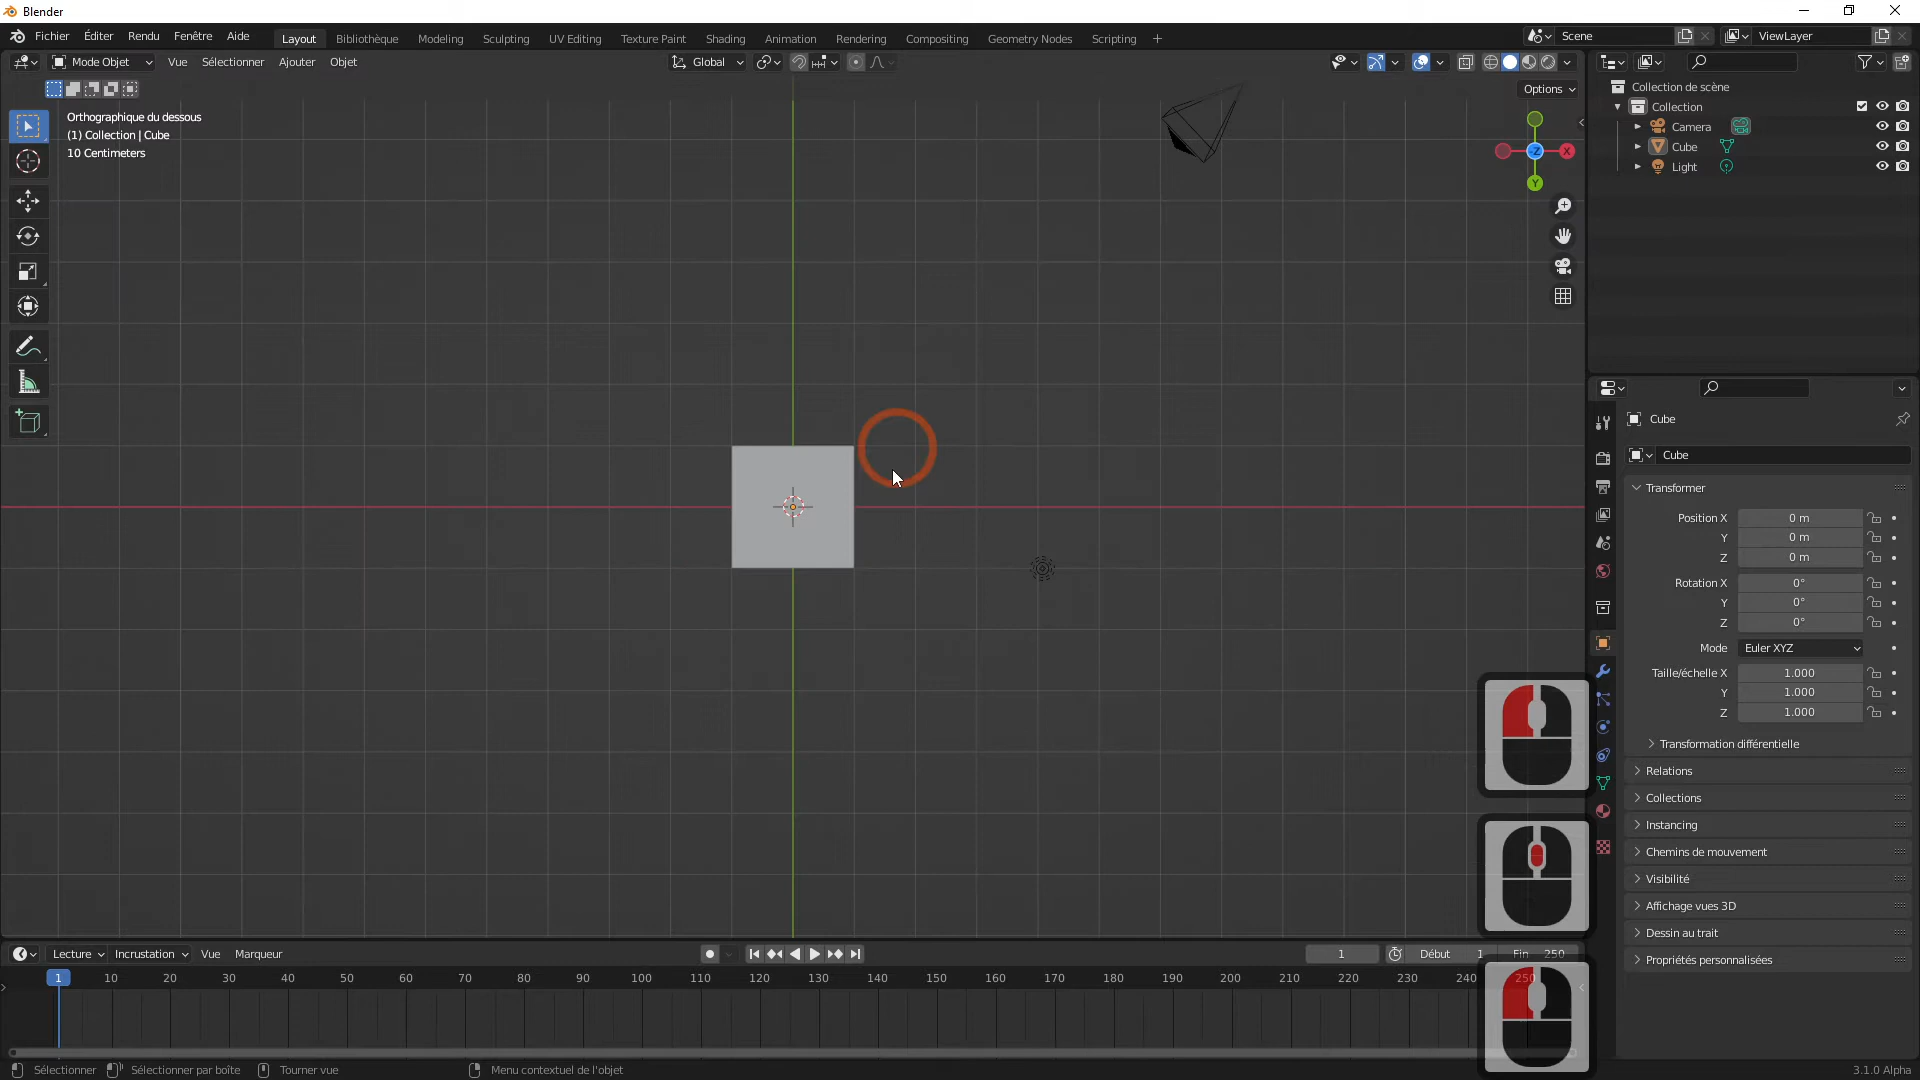 Blender
Fichier Éditer Rendu Fenêtre Aide Layout Bibliothèque Modeling Sculpting UV Editing Texture Paint Shading Animation Rendering Compositing Geometry Nodes Scripting + Scene ViewLayer
Mode Objet Vue Sélectionner Ajouter Objet Global
Options
Orthographique du dessous
(1) Collection | Cube
10 Centimeters
-Z X
Y
Collection de scène
Collection
Camera
Cube
Light
Cube
Cube
Transformer
Position X 0 m
Y 0 m
Z 0 m
Rotation X 0°
Y 0°
Z 0°
Mode Euler XYZ
Taille/échelle X 1.000
Y 1.000
Z 1.000
Transformation différentielle
Relations
Collections
Instancing
Chemins de mouvement
Visibilité
Affichage vues 3D
Dessin au trait
Propriétés personnalisées
Lecture Incrustation Vue Marqueur 1 Début 1 Fin 250
1 10 20 30 40 50 60 70 80 90 100 110 120 130 140 150 160 170 180 190 200 210 220 230 240 250
Sélectionner Sélectionner par boîte Tourner vue Menu contextuel de l'objet 3.1.0 Alpha